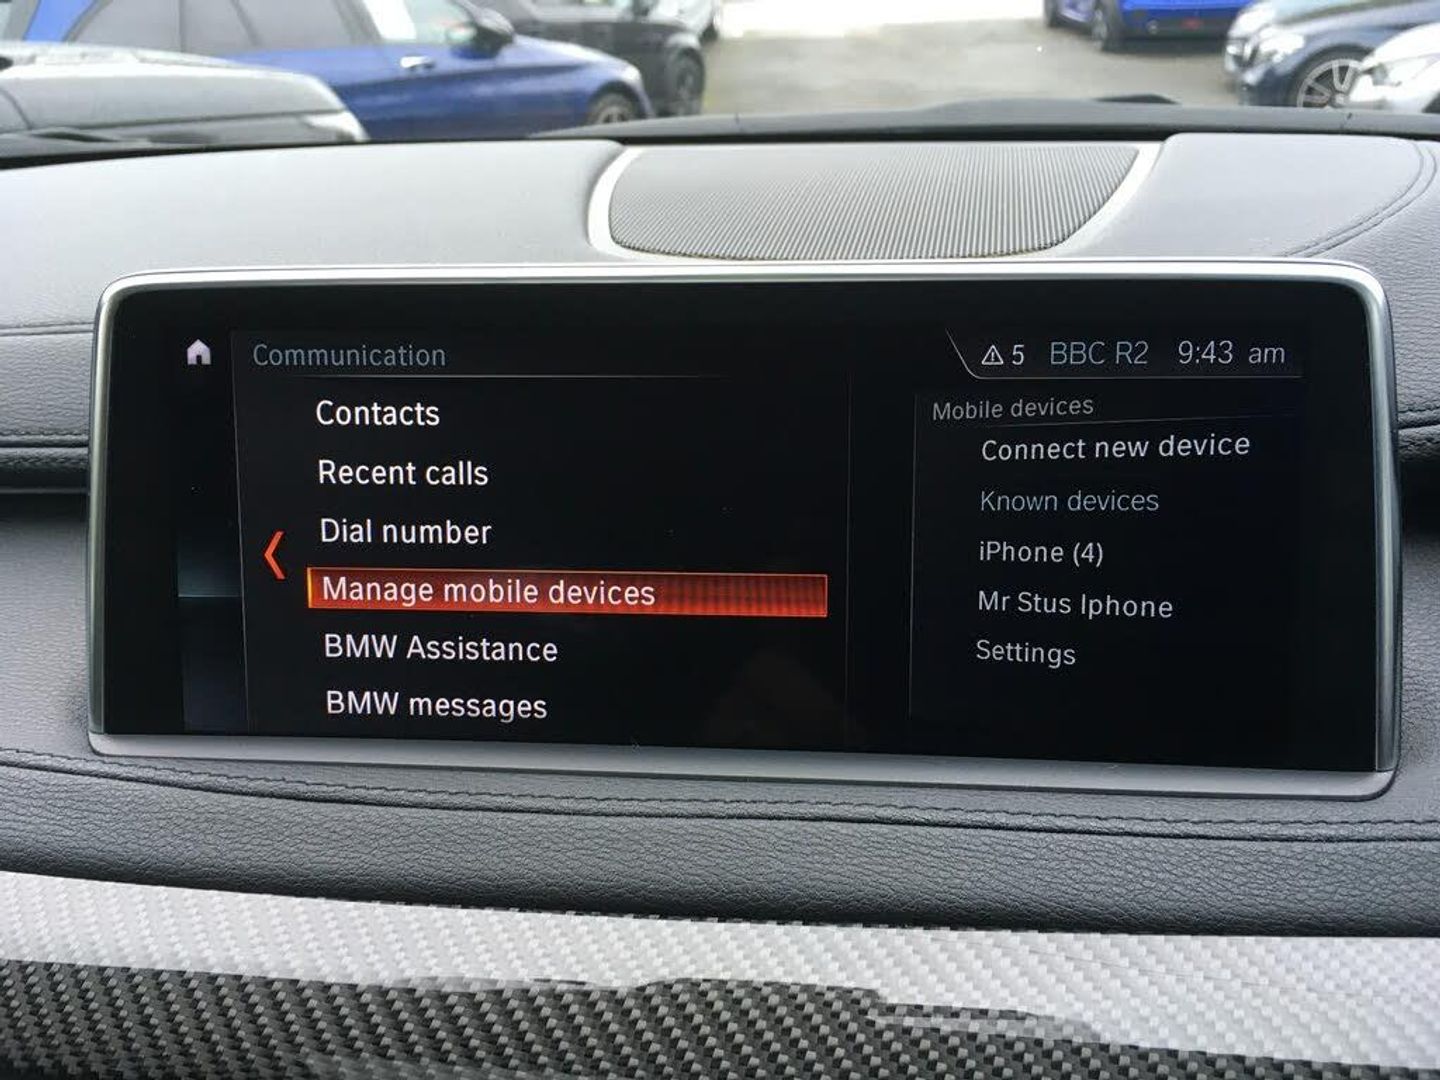 Communication
5 BBC R2 9:43 am
Contacts
Recent calls
Dial number
Manage mobile devices
BMW Assistance
BMW messages
Mobile devices
Connect new device
Known devices
iPhone (4)
Mr Stus Iphone
Settings